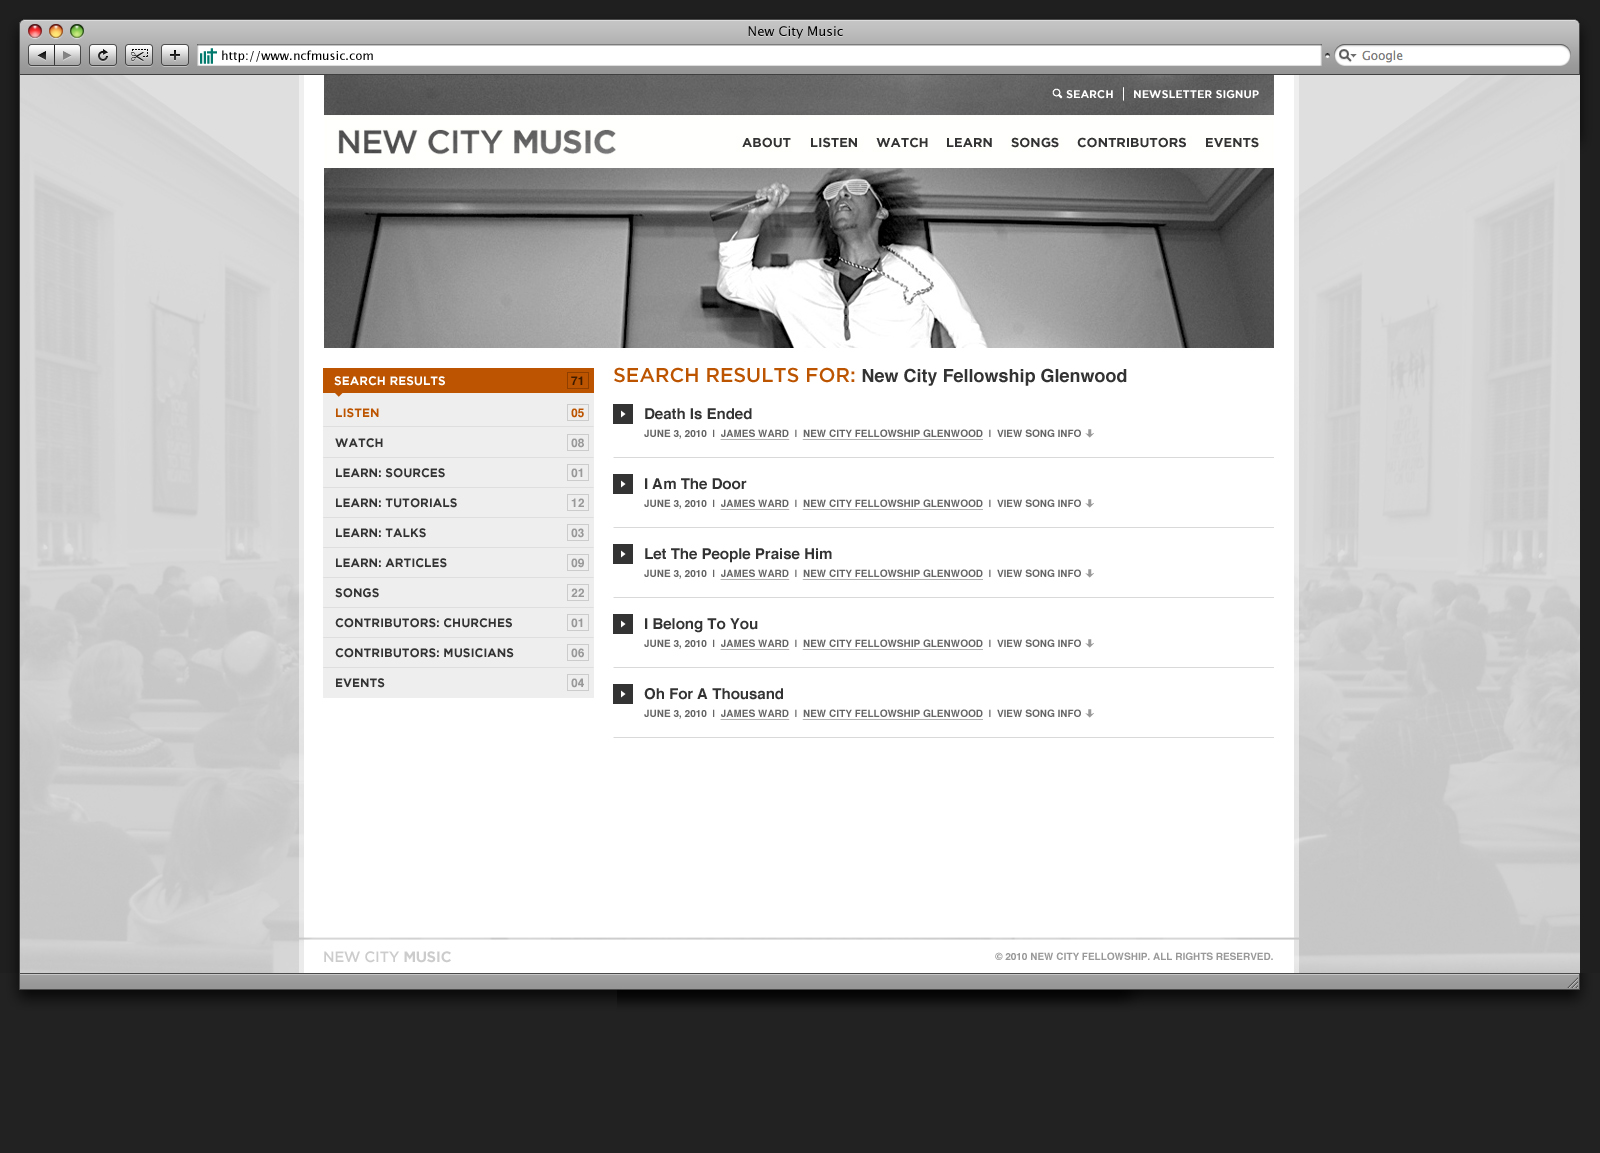 New City Music
http://www.ncfmusic.com
Google
SEARCH | NEWSLETTER SIGNUP
NEW CITY MUSIC
ABOUT LISTEN WATCH LEARN SONGS CONTRIBUTORS EVENTS
SEARCH RESULTS 71
LISTEN 05
WATCH 08
LEARN: SOURCES 01
LEARN: TUTORIALS 12
LEARN: TALKS 03
LEARN: ARTICLES 09
SONGS 22
CONTRIBUTORS: CHURCHES 01
CONTRIBUTORS: MUSICIANS 06
EVENTS 04
SEARCH RESULTS FOR: New City Fellowship Glenwood
Death Is Ended
JUNE 3, 2010 | JAMES WARD | NEW CITY FELLOWSHIP GLENWOOD | VIEW SONG INFO
I Am The Door
JUNE 3, 2010 | JAMES WARD | NEW CITY FELLOWSHIP GLENWOOD | VIEW SONG INFO
Let The People Praise Him
JUNE 3, 2010 | JAMES WARD | NEW CITY FELLOWSHIP GLENWOOD | VIEW SONG INFO
I Belong To You
JUNE 3, 2010 | JAMES WARD | NEW CITY FELLOWSHIP GLENWOOD | VIEW SONG INFO
Oh For A Thousand
JUNE 3, 2010 | JAMES WARD | NEW CITY FELLOWSHIP GLENWOOD | VIEW SONG INFO
NEW CITY MUSIC
© 2010 NEW CITY FELLOWSHIP. ALL RIGHTS RESERVED.